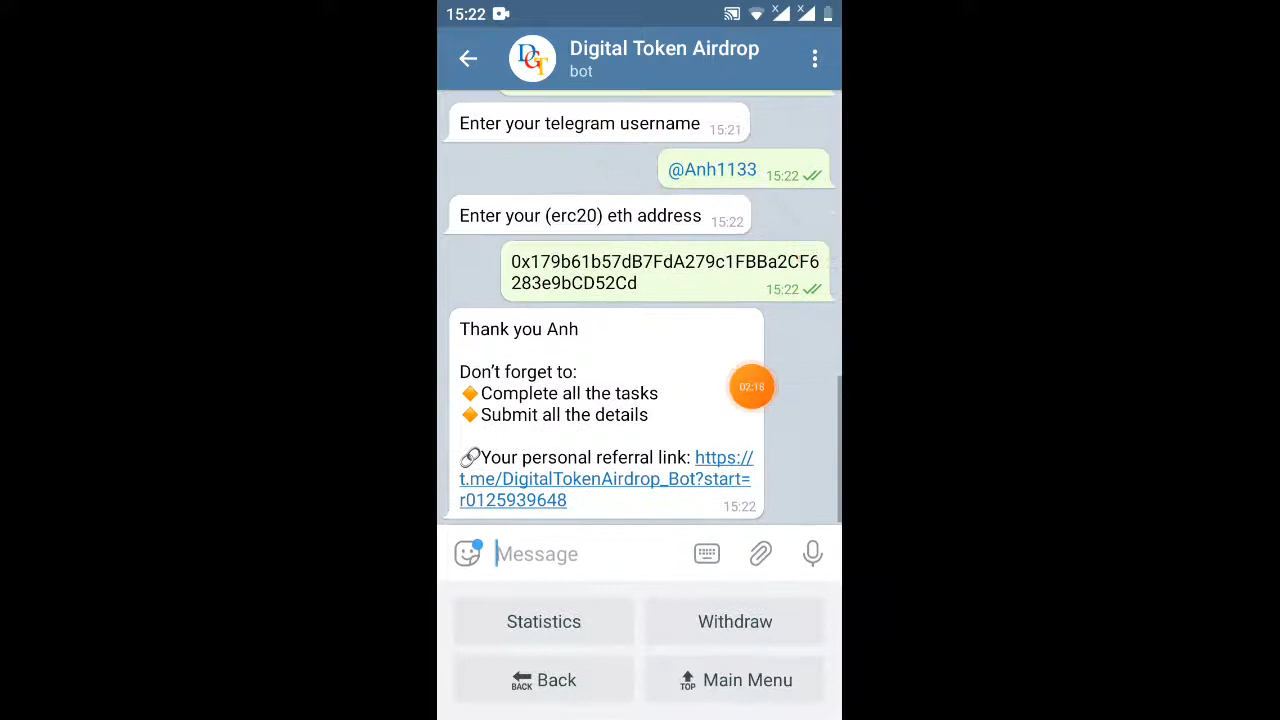 15:22
Digital Token Airdrop
DGT
bot
Enter your telegram username 15:21
@Anh1133 15:22
Enter your (erc20) eth address 15:22
0x179b61b57dB7FdA279c1FBBa2CF6
283e9bCD52Cd 15:22
Thank you Anh
Don't forget to:
🔸Complete all the tasks
02:18
🔸Submit all the details
🔗Your personal referral link: https://
t.me/DigitalTokenAirdrop_Bot?start=
r0125939648 15:22
Message
Statistics Withdraw
BACK Back TOP Main Menu